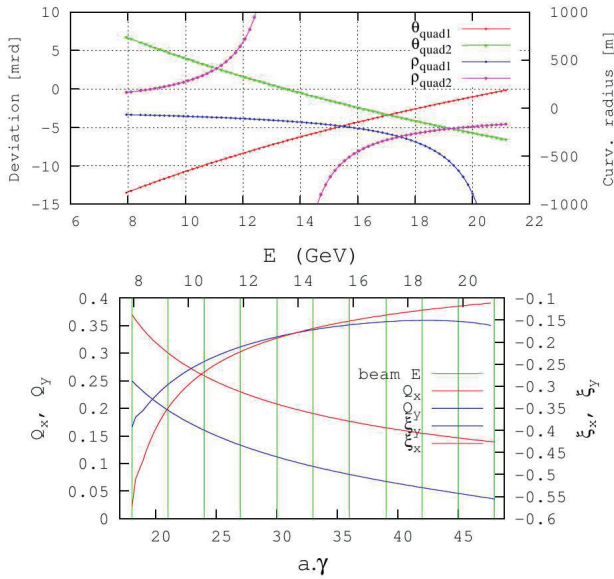 10
5
0
-5
-10
-15
Deviation [mrd]
1000
500
0
-500
-1000
Curv. radius [m]
θquad1
θquad2
ρquad1
ρquad2
6 8 10 12 14 16 18 20 22
E (GeV)
8 10 12 14 16 18 20
0.4
0.35
0.3
0.25
0.2
0.15
0.1
0.05
0
Qx, Qy
-0.1
-0.15
-0.2
-0.25
-0.3
-0.35
-0.4
-0.45
-0.5
-0.55
-0.6
ξx, ξy
beam E
Qx
Qy
ξy
ξx
20 25 30 35 40 45
a.γ